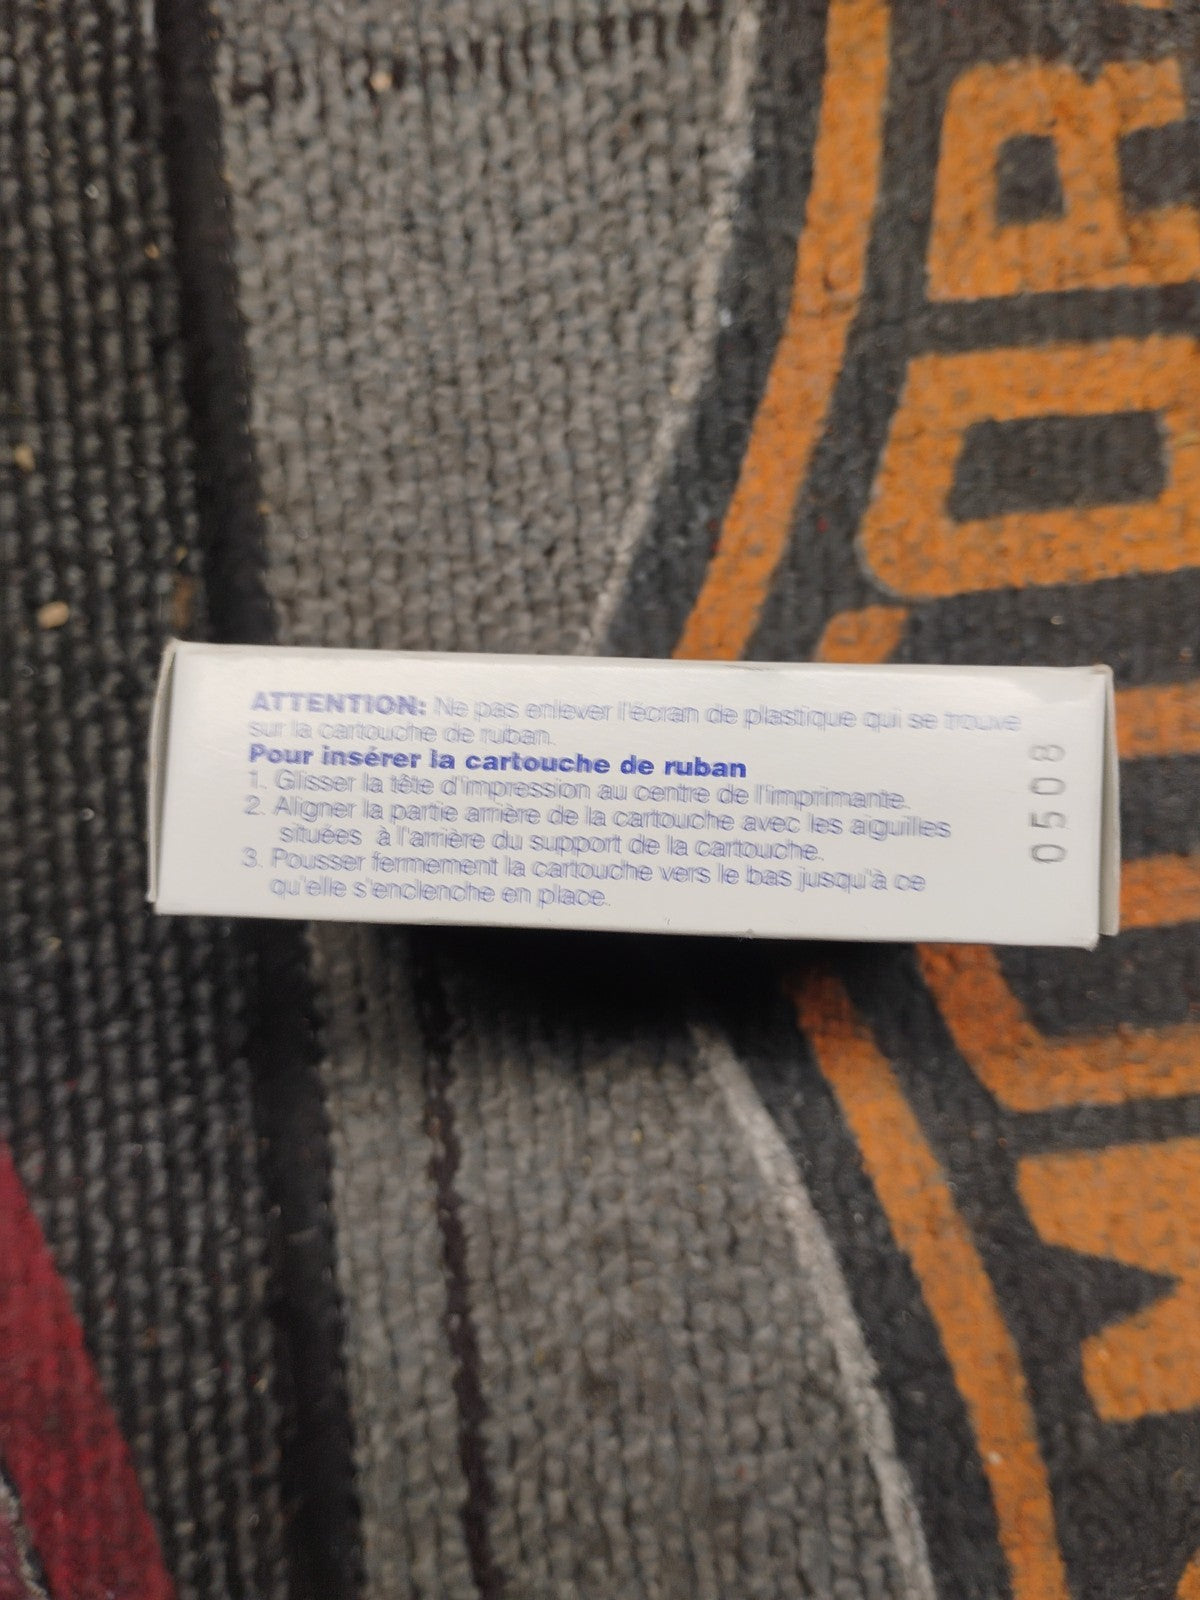 ATTENTION: Ne pas enlever l'écran de plastique qui se trouve
sur la cartouche de ruban.
Pour insérer la cartouche de ruban
1. Glisser la tête d'impression au centre de l'imprimante.
2. Aligner la partie arrière de la cartouche avec les aiguilles
situées à l'arrière du support de la cartouche.
3. Pousser fermement la cartouche vers le bas jusqu'à ce
qu'elle s'enclenche en place.
0508